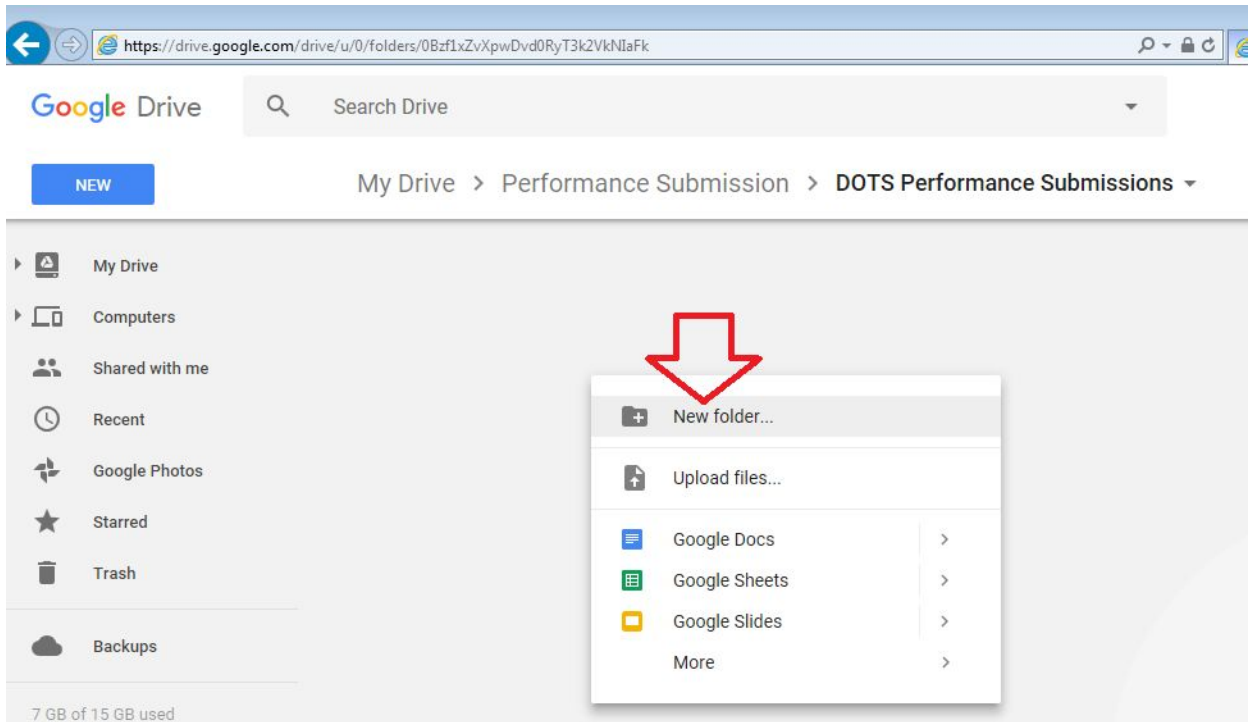 https://drive.google.com/drive/u/0/folders/0Bzf1xZvXpwDvd0RyT3k2VkNIaFk
Google Drive
Search Drive
NEW
My Drive > Performance Submission > DOTS Performance Submissions
My Drive
Computers
Shared with me
Recent
Google Photos
Starred
Trash
Backups
7 GB of 15 GB used
New folder...
Upload files...
Google Docs
Google Sheets
Google Slides
More